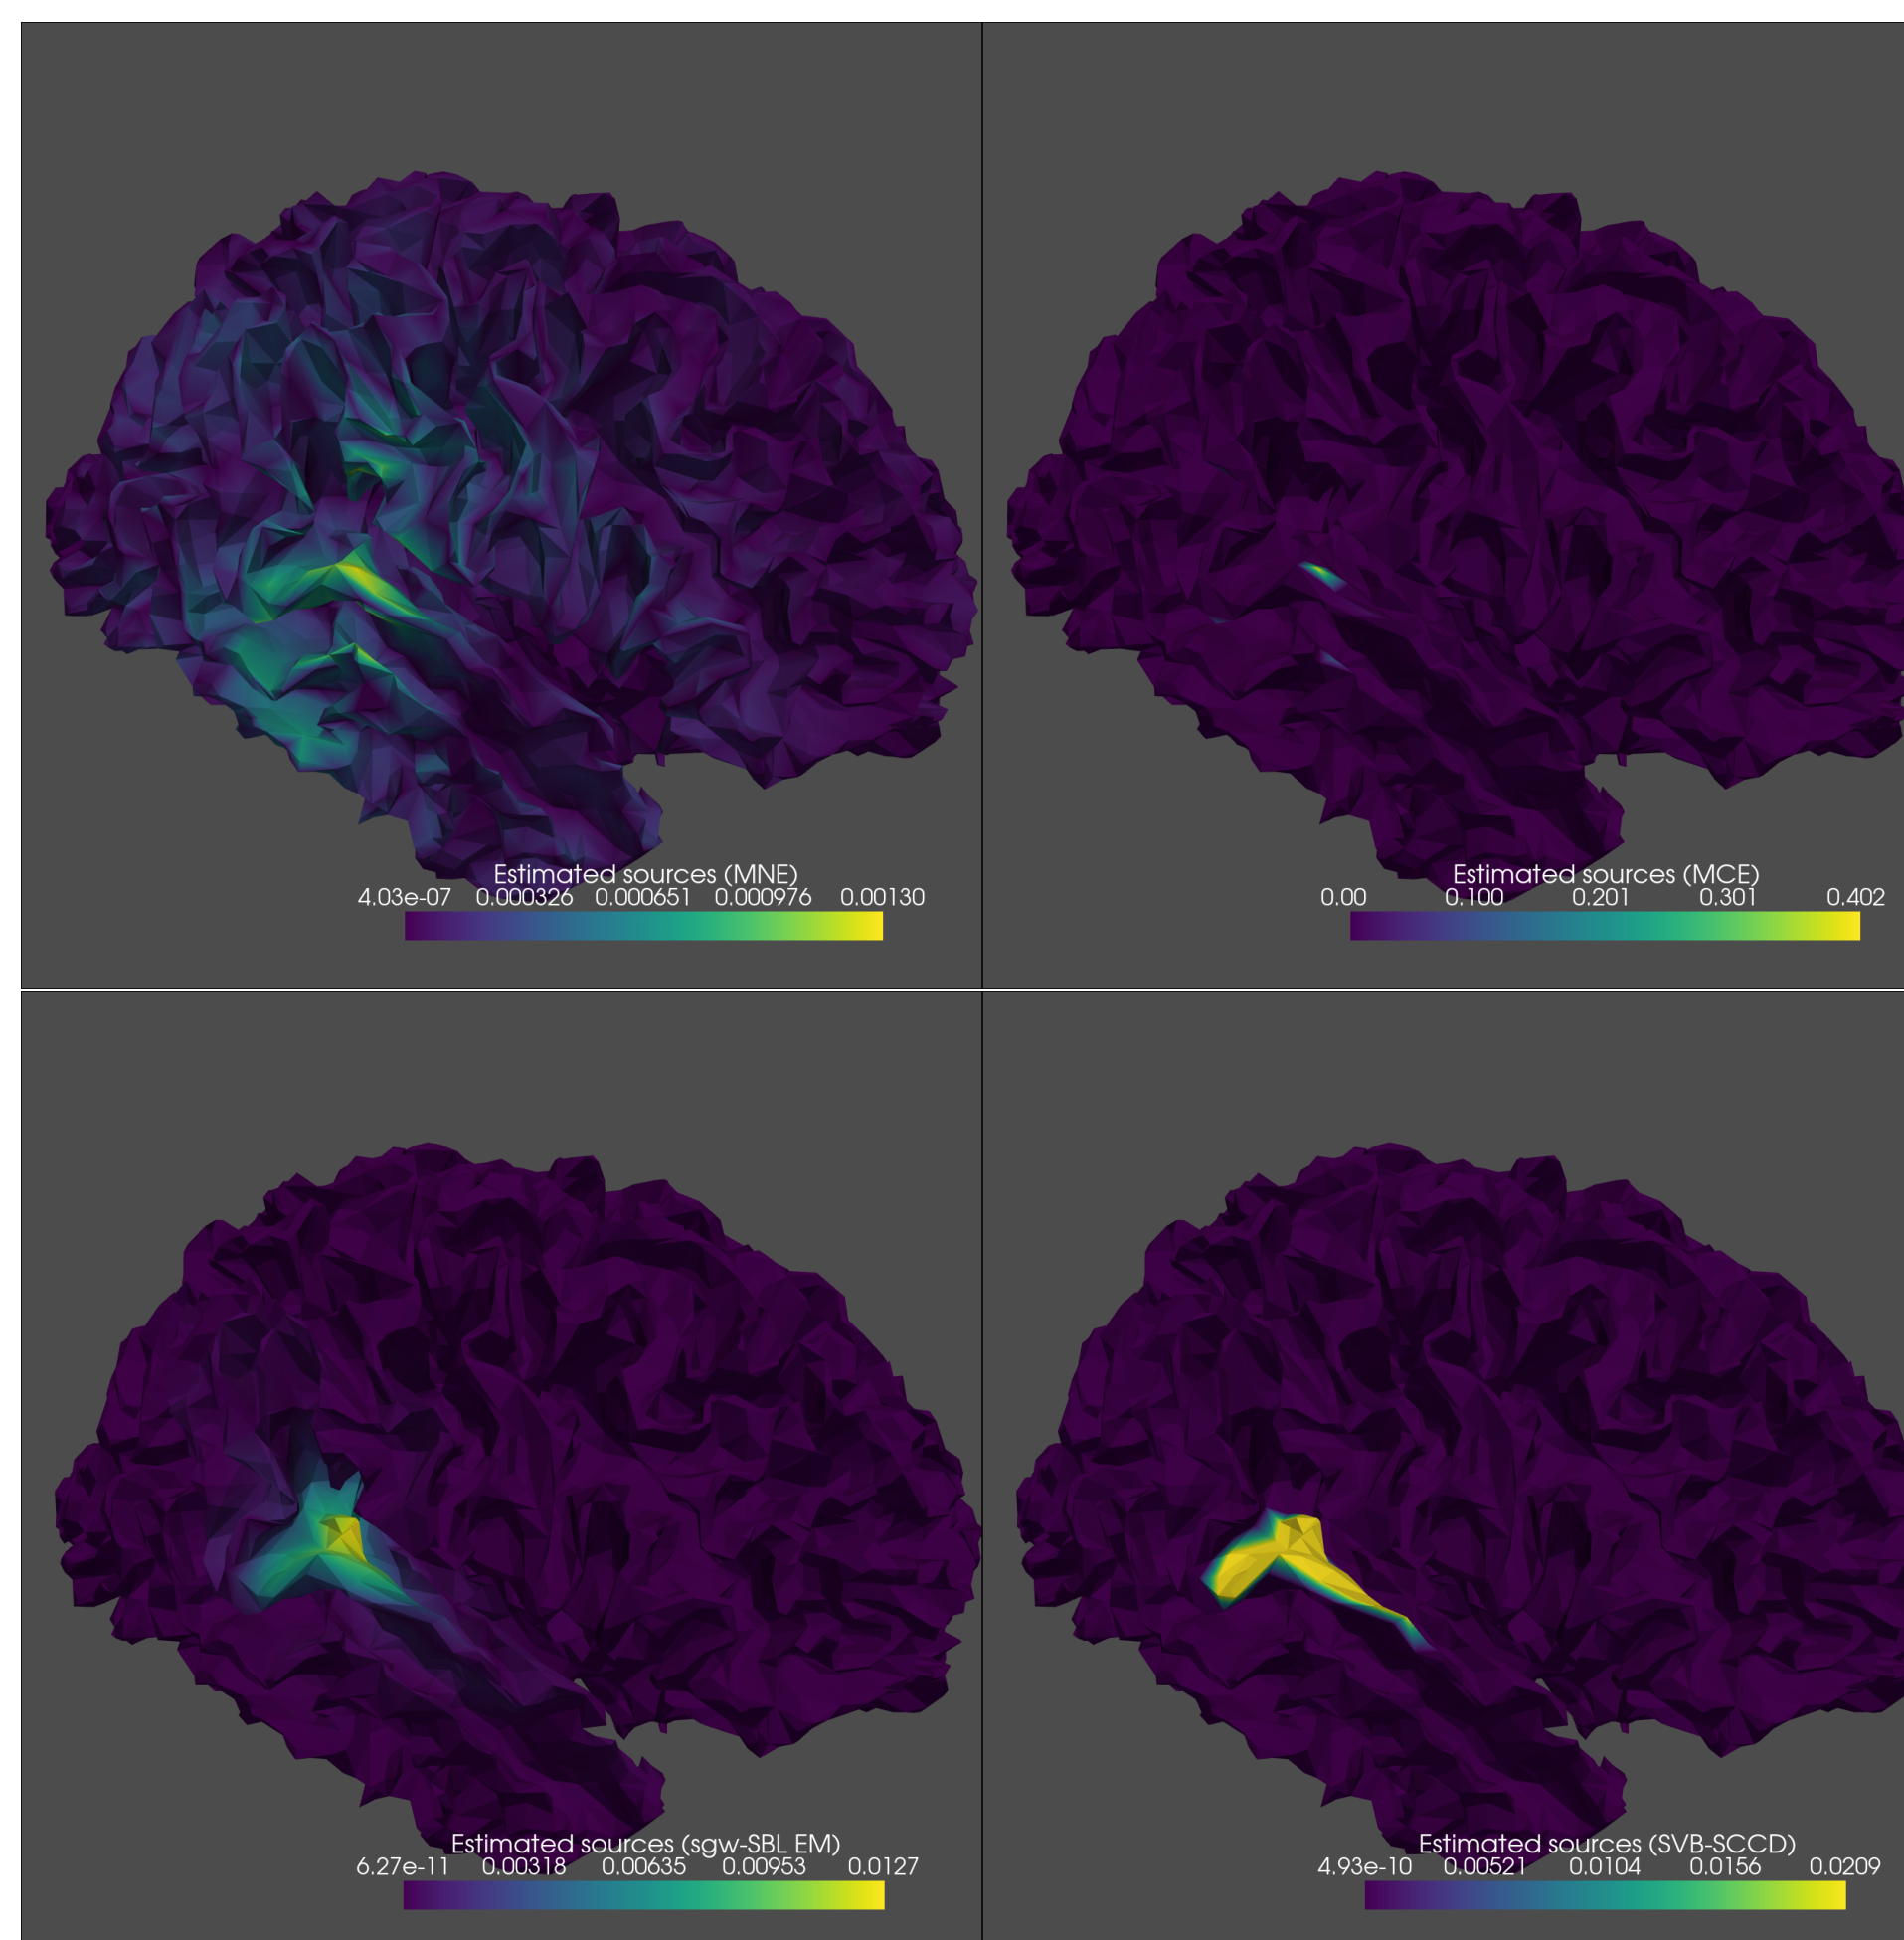 Estimated sources (MNE)
4.03e-07 0.000326 0.000651 0.000976 0.00130
Estimated sources (MCE)
0.00 0.100 0.201 0.301 0.402
Estimated sources (sgw-SBL EM)
6.27e-11 0.00318 0.00635 0.00953 0.0127
Estimated sources (SVB-SCCD)
4.93e-10 0.00521 0.0104 0.0156 0.0209